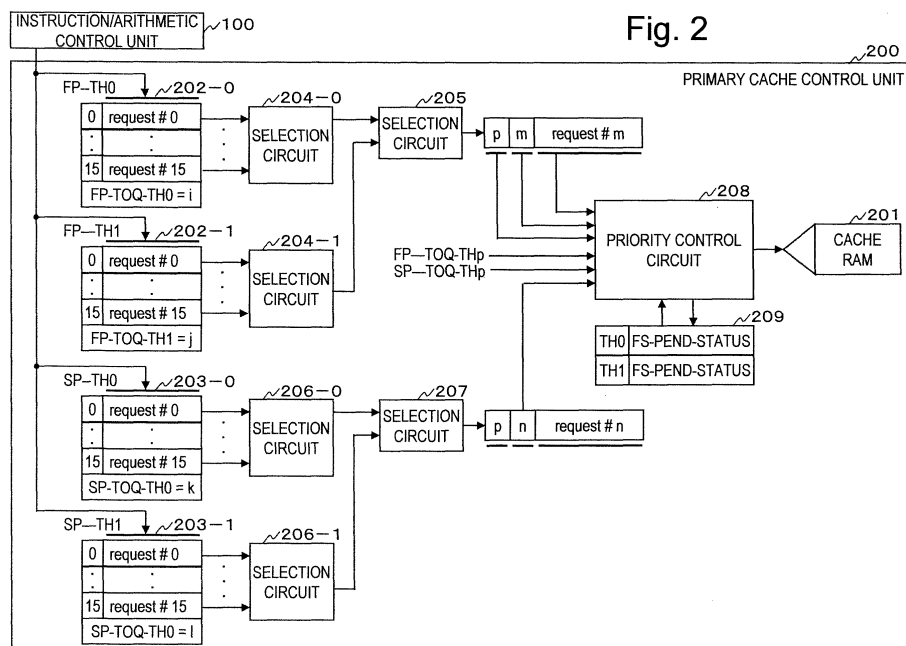 INSTRUCTION/ARITHMETIC
CONTROL UNIT
100
Fig. 2
200
PRIMARY CACHE CONTROL UNIT
FP—TH0
202-0
0 request # 0
: :
15 request # 15
FP-TOQ-TH0 = i
204-0
SELECTION
CIRCUIT
205
SELECTION
CIRCUIT
p m request # m
FP—TH1
202-1
0 request # 0
: :
15 request # 15
FP-TOQ-TH1 = j
204-1
SELECTION
CIRCUIT
FP—TOQ-THp
SP—TOQ-THp
208
PRIORITY CONTROL
CIRCUIT
201
CACHE
RAM
209
TH0 FS-PEND-STATUS
TH1 FS-PEND-STATUS
SP—TH0
203-0
0 request # 0
: :
15 request # 15
SP-TOQ-TH0 = k
206-0
SELECTION
CIRCUIT
207
SELECTION
CIRCUIT
p n request # n
SP—TH1
203-1
0 request # 0
: :
15 request # 15
SP-TOQ-TH0 = l
206-1
SELECTION
CIRCUIT